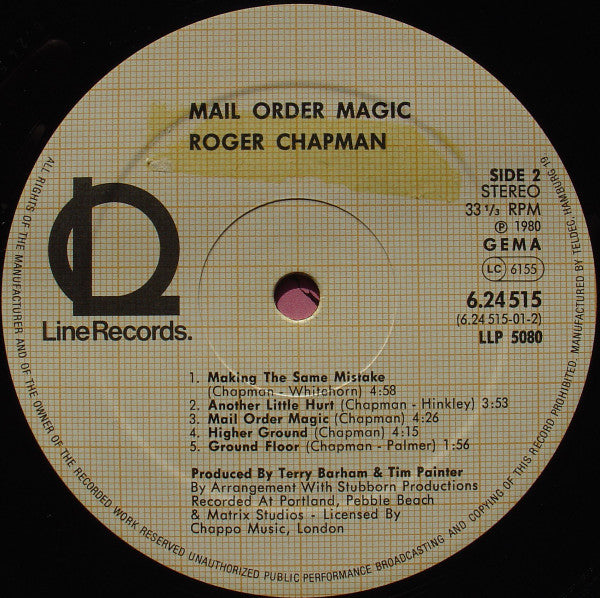 MAIL ORDER MAGIC
ROGER CHAPMAN
SIDE 2
STEREO
33 1/3 RPM
Ⓟ 1980
GEMA
LC 6155
6.24515
(6.24 515-01-2)
LLP 5080
LineRecords.
1. Making The Same Mistake
(Chapman - Whitehorn) 4:58
2. Another Little Hurt (Chapman - Hinkley) 3:53
3. Mail Order Magic (Chapman) 4:26
4. Higher Ground (Chapman) 4:15
5. Ground Floor (Chapman - Palmer) 1:56
Produced By Terry Barham & Tim Painter
By Arrangement With Stubborn Productions
Recorded At Portland, Pebble Beach
& Matrix Studios - Licensed By
Chappo Music, London
ALL RIGHTS OF THE MANUFACTURER AND OF THE OWNER OF THE RECORDED WORK RESERVED UNAUTHORIZED PUBLIC PERFORMANCE BROADCASTING AND COPYING OF THIS RECORD PROHIBITED. MANUFACTURED BY TELDEC, HAMBURG 19